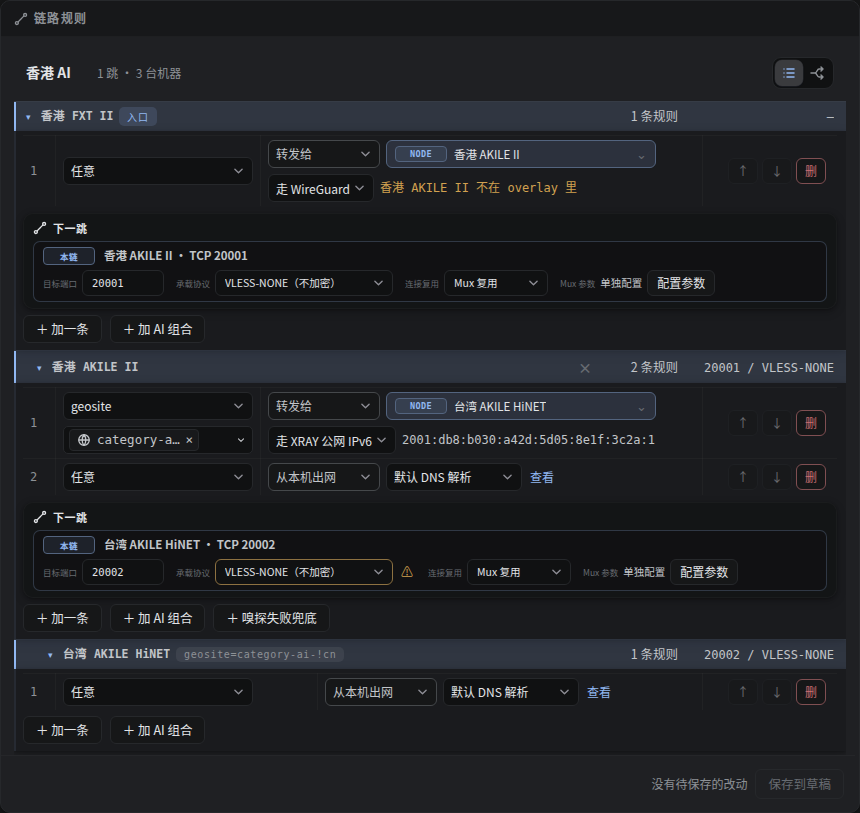 链路规则
香港 AI 1 跳 · 3 台机器
▾ 香港 FXT II 入口 1 条规则 —
1 任意 转发给 NODE 香港 AKILE II ↑ ↓ 删
走 WireGuard 香港 AKILE II 不在 overlay 里
下一跳
本链 香港 AKILE II · TCP 20001
目标端口 20001 承载协议 VLESS-NONE（不加密） 连接复用 Mux 复用 Mux 参数 单独配置 配置参数
＋ 加一条 ＋ 加 AI 组合
▾ 香港 AKILE II × 2 条规则 20001 / VLESS-NONE
1 geosite 转发给 NODE 台湾 AKILE HiNET ↑ ↓ 删
category-a… × 走 XRAY 公网 IPv6 2001:db8:b030:a42d:5d05:8e1f:3c2a:1
2 任意 从本机出网 默认 DNS 解析 查看 ↑ ↓ 删
下一跳
本链 台湾 AKILE HiNET · TCP 20002
目标端口 20002 承载协议 VLESS-NONE（不加密） 连接复用 Mux 复用 Mux 参数 单独配置 配置参数
＋ 加一条 ＋ 加 AI 组合 ＋ 嗅探失败兜底
▾ 台湾 AKILE HiNET geosite=category-ai-!cn 1 条规则 20002 / VLESS-NONE
1 任意 从本机出网 默认 DNS 解析 查看 ↑ ↓ 删
＋ 加一条 ＋ 加 AI 组合
没有待保存的改动 保存到草稿